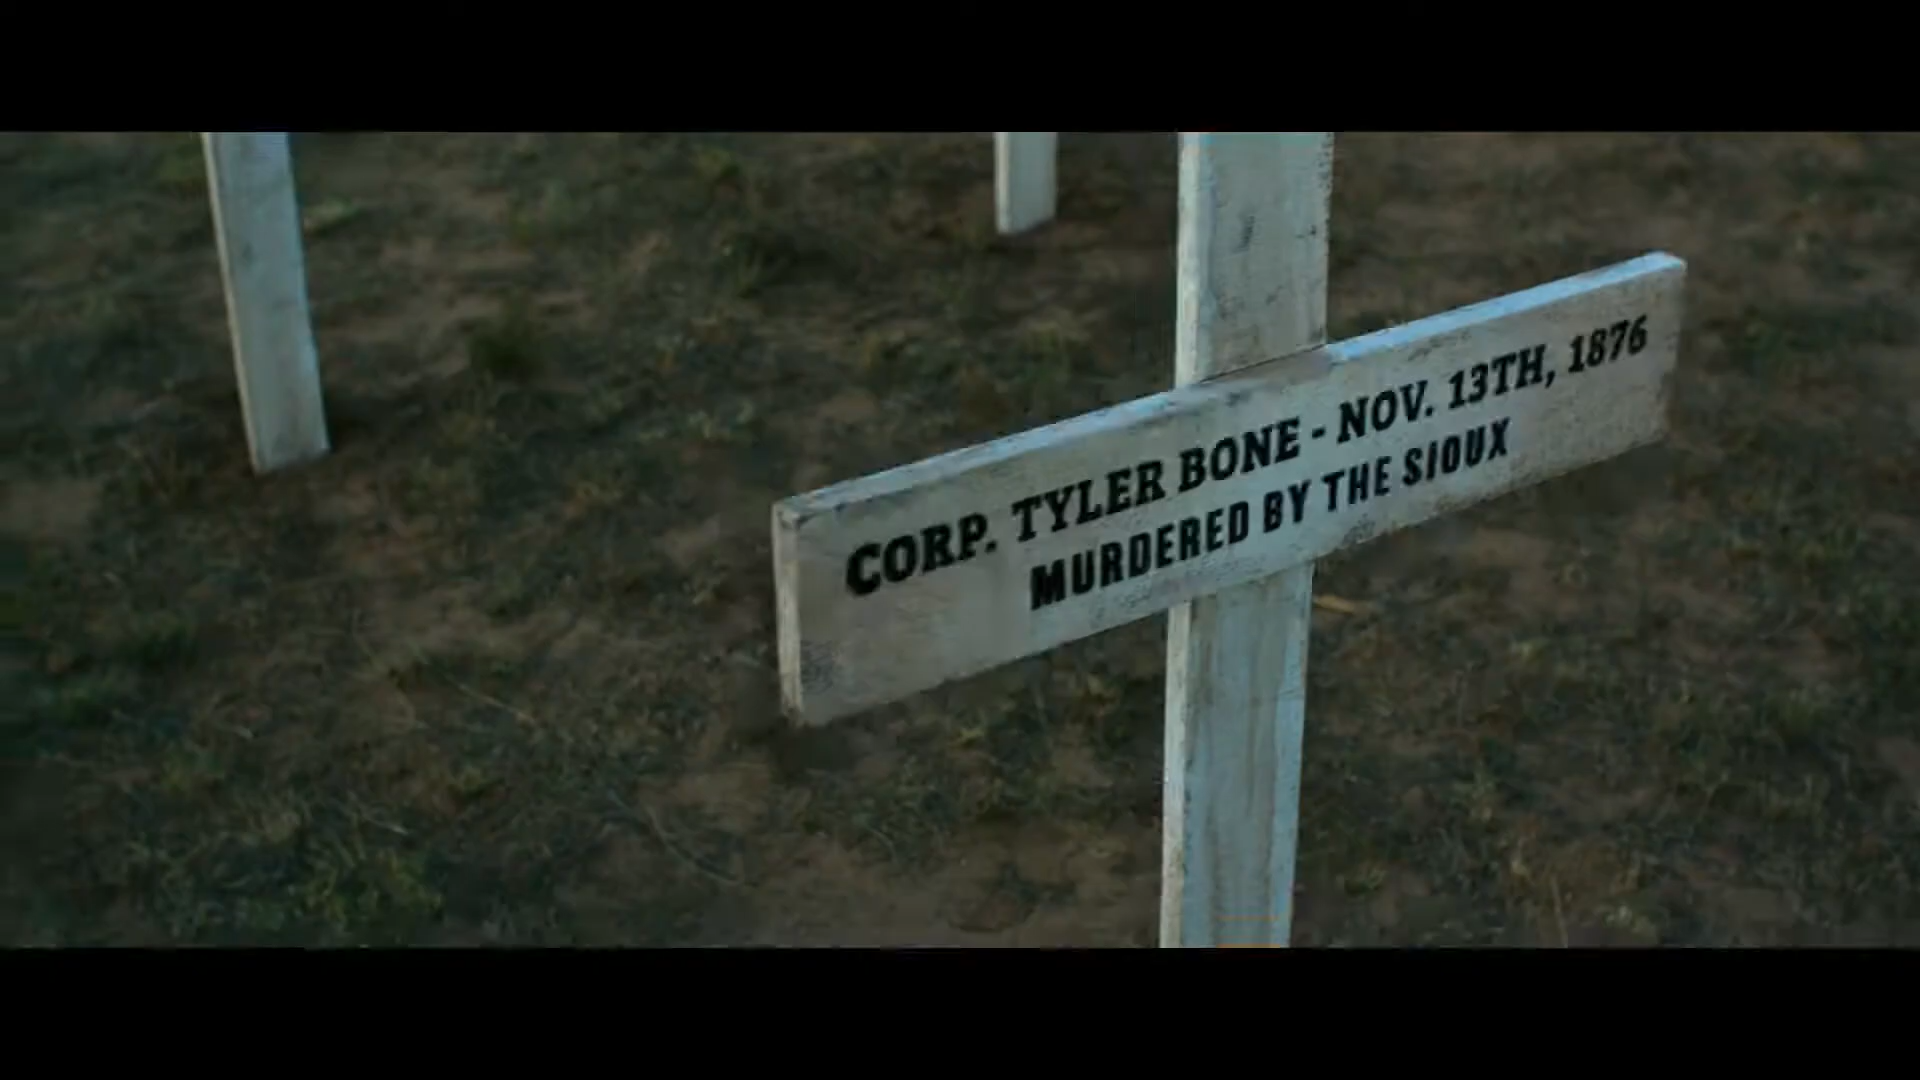 CORP. TYLER BONE - NOV. 13TH, 1876
MURDERED BY THE SIOUX